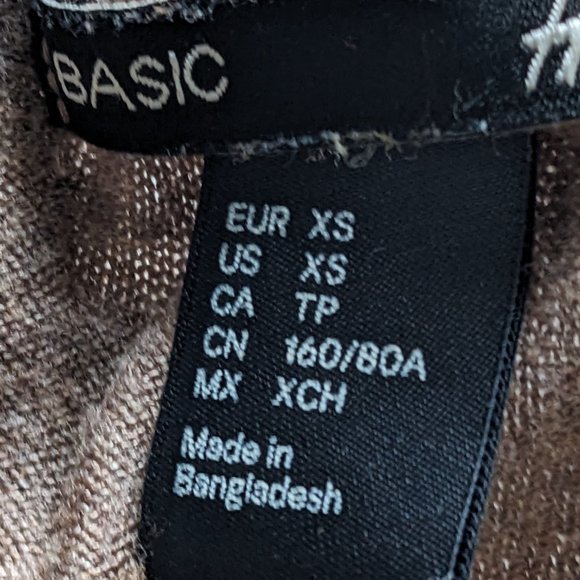 BASIC
EUR XS
US XS
CA TP
CN 160/80A
MX XCH
Made in
Bangladesh